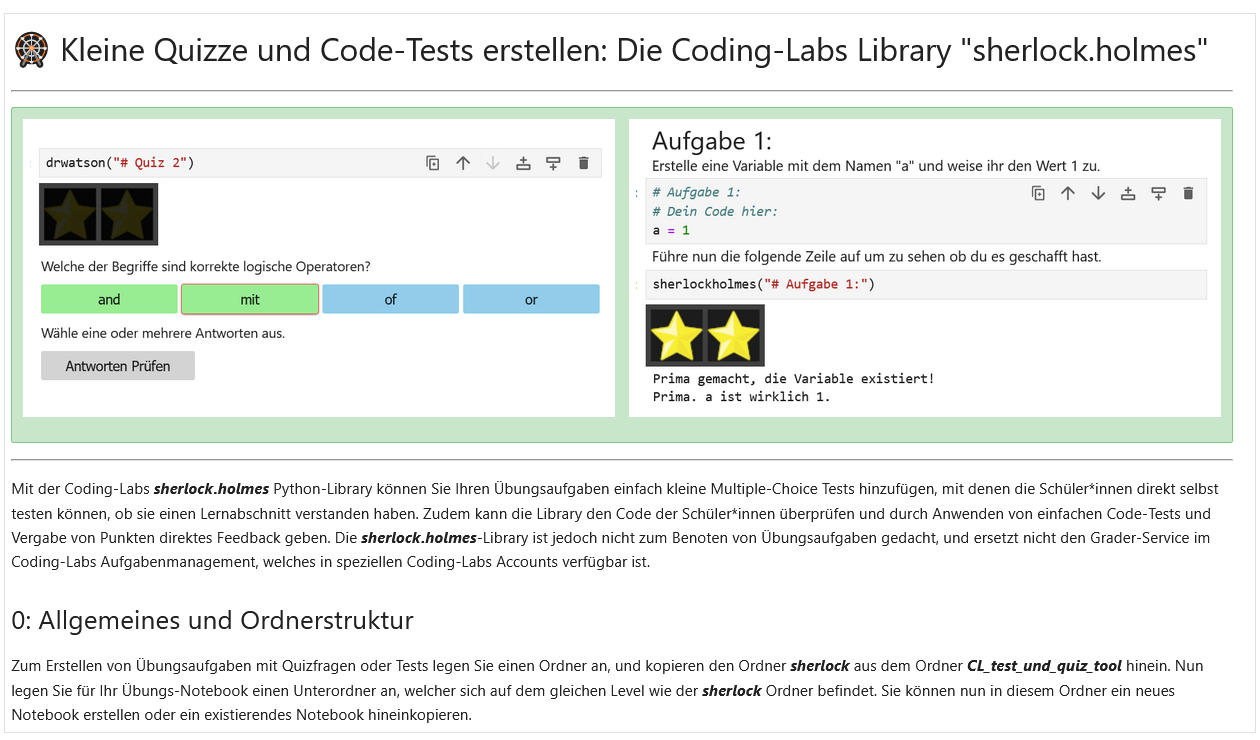 Kleine Quizze und Code-Tests erstellen: Die Coding-Labs Library "sherlock.holmes"
drwatson("# Quiz 2")
Welche der Begriffe sind korrekte logische Operatoren?
and mit of or
Wähle eine oder mehrere Antworten aus.
Antworten Prüfen
Aufgabe 1:
Erstelle eine Variable mit dem Namen "a" und weise ihr den Wert 1 zu.
# Aufgabe 1:
# Dein Code hier:
a = 1
Führe nun die folgende Zeile auf um zu sehen ob du es geschafft hast.
sherlockholmes("# Aufgabe 1:")
Prima gemacht, die Variable existiert!
Prima. a ist wirklich 1.
Mit der Coding-Labs sherlock.holmes Python-Library können Sie Ihren Übungsaufgaben einfach kleine Multiple-Choice Tests hinzufügen, mit denen die Schüler*innen direkt selbst
testen können, ob sie einen Lernabschnitt verstanden haben. Zudem kann die Library den Code der Schüler*innen überprüfen und durch Anwenden von einfachen Code-Tests und
Vergabe von Punkten direktes Feedback geben. Die sherlock.holmes-Library ist jedoch nicht zum Benoten von Übungsaufgaben gedacht, und ersetzt nicht den Grader-Service im
Coding-Labs Aufgabenmanagement, welches in speziellen Coding-Labs Accounts verfügbar ist.
0: Allgemeines und Ordnerstruktur
Zum Erstellen von Übungsaufgaben mit Quizfragen oder Tests legen Sie einen Ordner an, und kopieren den Ordner sherlock aus dem Ordner CL_test_und_quiz_tool hinein. Nun
legen Sie für Ihr Übungs-Notebook einen Unterordner an, welcher sich auf dem gleichen Level wie der sherlock Ordner befindet. Sie können nun in diesem Ordner ein neues
Notebook erstellen oder ein existierendes Notebook hineinkopieren.